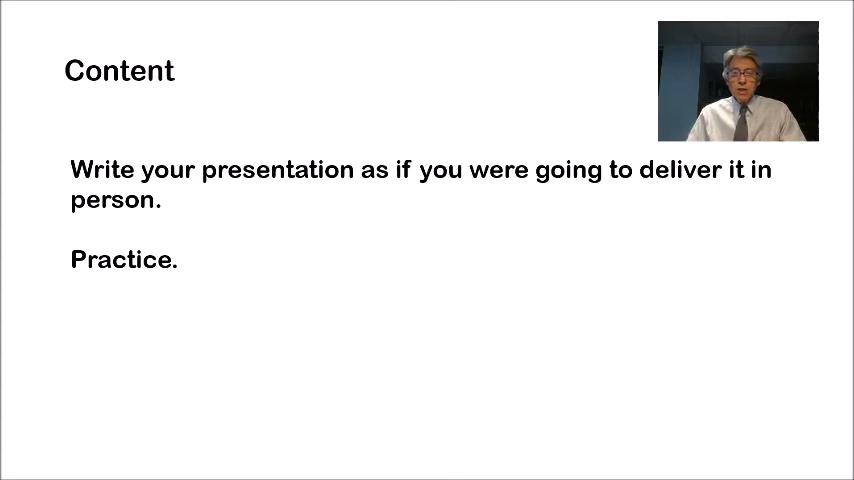 Content
Write your presentation as if you were going to deliver it in
person.
Practice.